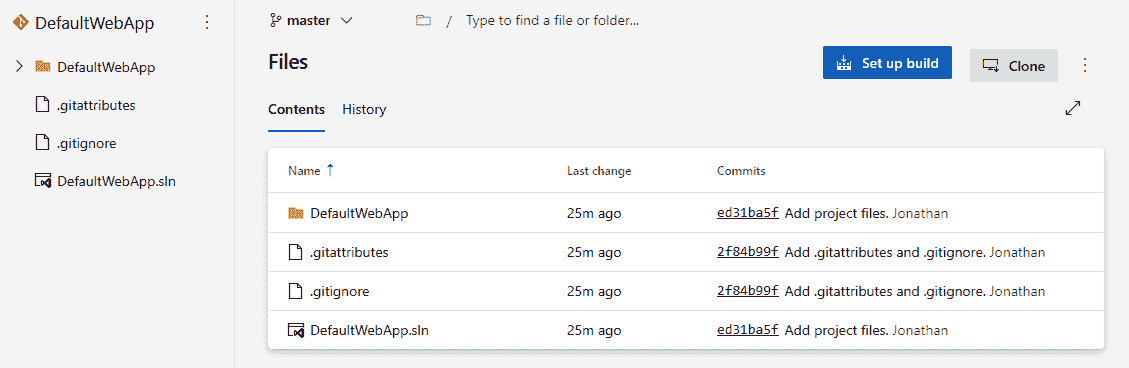 DefaultWebApp
DefaultWebApp
.gitattributes
.gitignore
DefaultWebApp.sln
master
/ Type to find a file or folder...
Files
Set up build
Clone
Contents History
Name ↑ Last change Commits
DefaultWebApp 25m ago ed31ba5f Add project files. Jonathan
.gitattributes 25m ago 2f84b99f Add .gitattributes and .gitignore. Jonathan
.gitignore 25m ago 2f84b99f Add .gitattributes and .gitignore. Jonathan
DefaultWebApp.sln 25m ago ed31ba5f Add project files. Jonathan